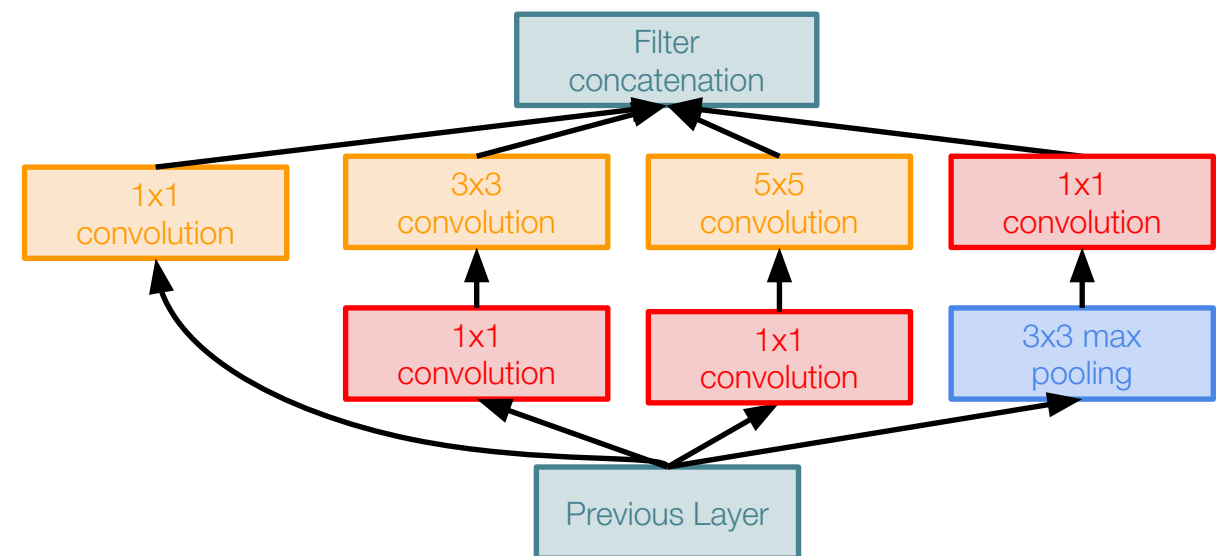 Filter
concatenation
1x1
convolution
3x3
convolution
5x5
convolution
1x1
convolution
1x1
convolution
1x1
convolution
3x3 max
pooling
Previous Layer